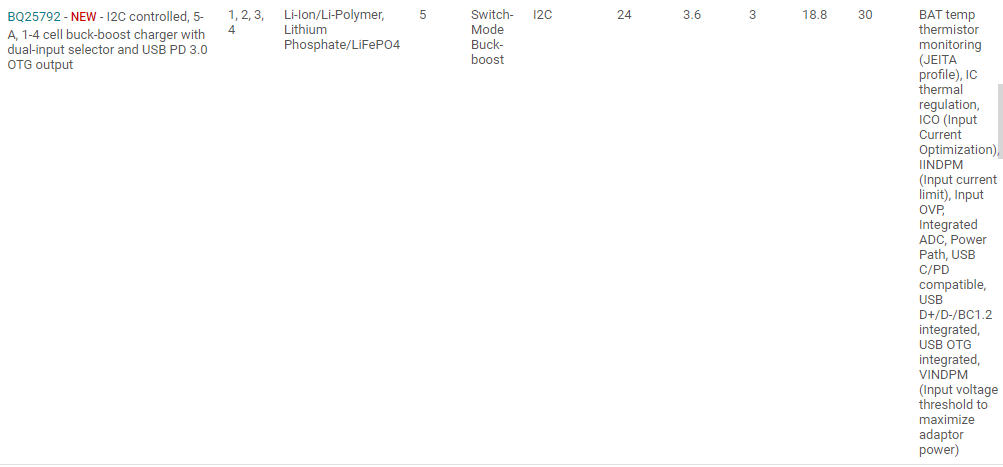 BQ25792 - NEW - I2C controlled, 5-
A, 1-4 cell buck-boost charger with
dual-input selector and USB PD 3.0
OTG output
1, 2, 3,
4
Li-Ion/Li-Polymer,
Lithium
Phosphate/LiFePO4
5
Switch-
Mode
Buck-
boost
I2C
24
3.6
3
18.8
30
BAT temp
thermistor
monitoring
(JEITA
profile), IC
thermal
regulation,
ICO (Input
Current
Optimization),
IINDPM
(Input current
limit), Input
OVP,
Integrated
ADC, Power
Path, USB
C/PD
compatible,
USB
D+/D-/BC1.2
integrated,
USB OTG
integrated,
VINDPM
(Input voltage
threshold to
maximize
adaptor
power)